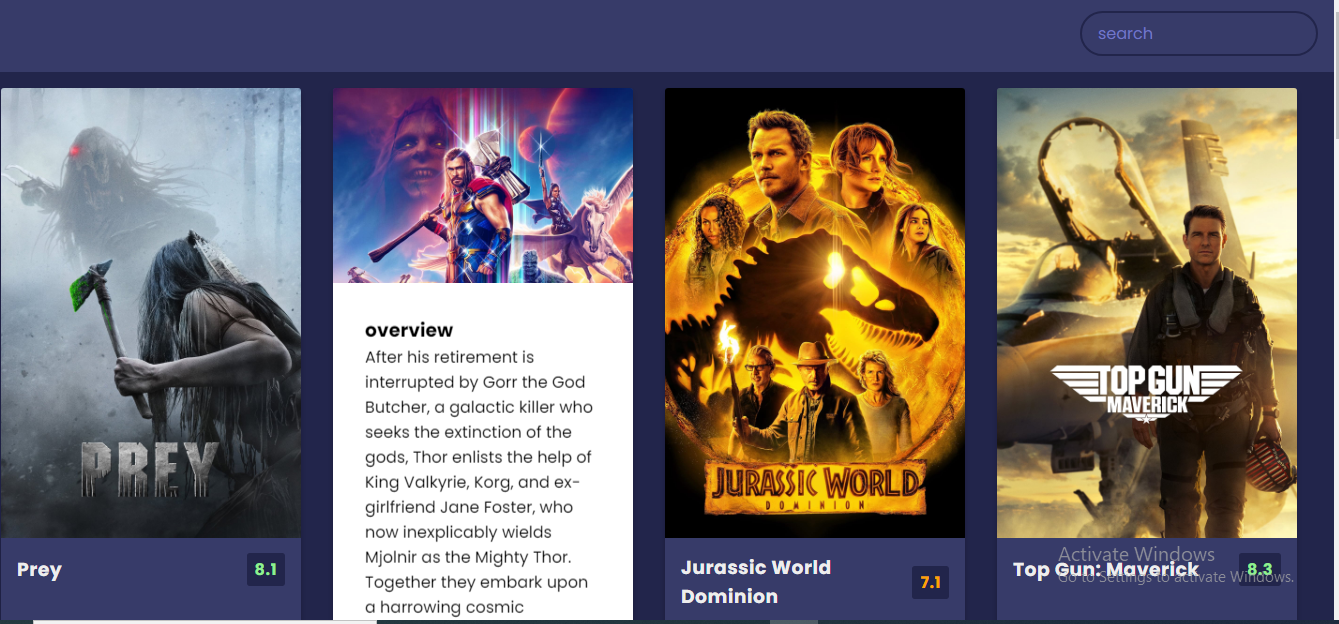 search
PREY
Prey
8.1
overview
After his retirement is
interrupted by Gorr the God
Butcher, a galactic killer who
seeks the extinction of the
gods, Thor enlists the help of
King Valkyrie, Korg, and ex-
girlfriend Jane Foster, who
now inexplicably wields
Mjolnir as the Mighty Thor.
Together they embark upon
a harrowing cosmic
JURASSIC WORLD
DOMINION
Jurassic World
Dominion
7.1
TOP GUN
MAVERICK
Top Gun: Maverick
8.3
Activate Windows
Go to Settings to activate Windows.